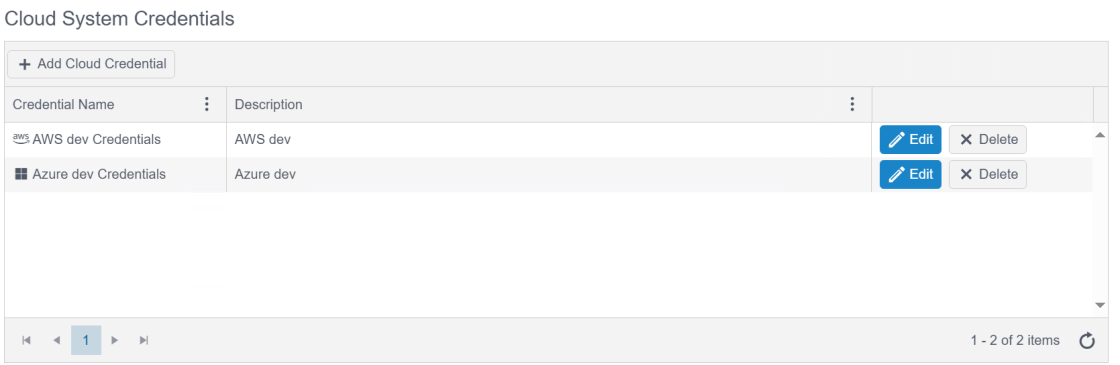 Cloud System Credentials
Add Cloud Credential
Credential Name Description
aws AWS dev Credentials AWS dev Edit Delete
Azure dev Credentials Azure dev Edit Delete
1 1 - 2 of 2 items